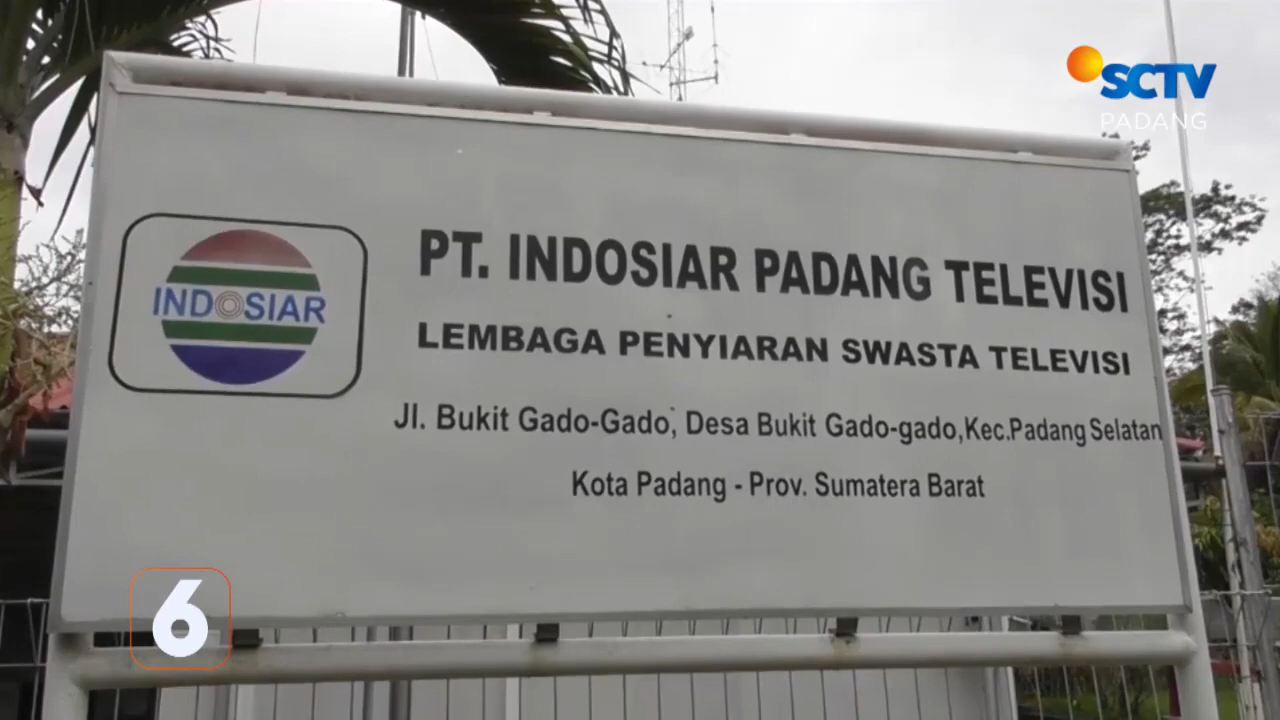 SCTV
PADANG
INDOSIAR
PT. INDOSIAR PADANG TELEVISI
LEMBAGA PENYIARAN SWASTA TELEVISI
Jl. Bukit Gado-Gado, Desa Bukit Gado-gado,Kec.Padang Selatan
Kota Padang - Prov. Sumatera Barat
6